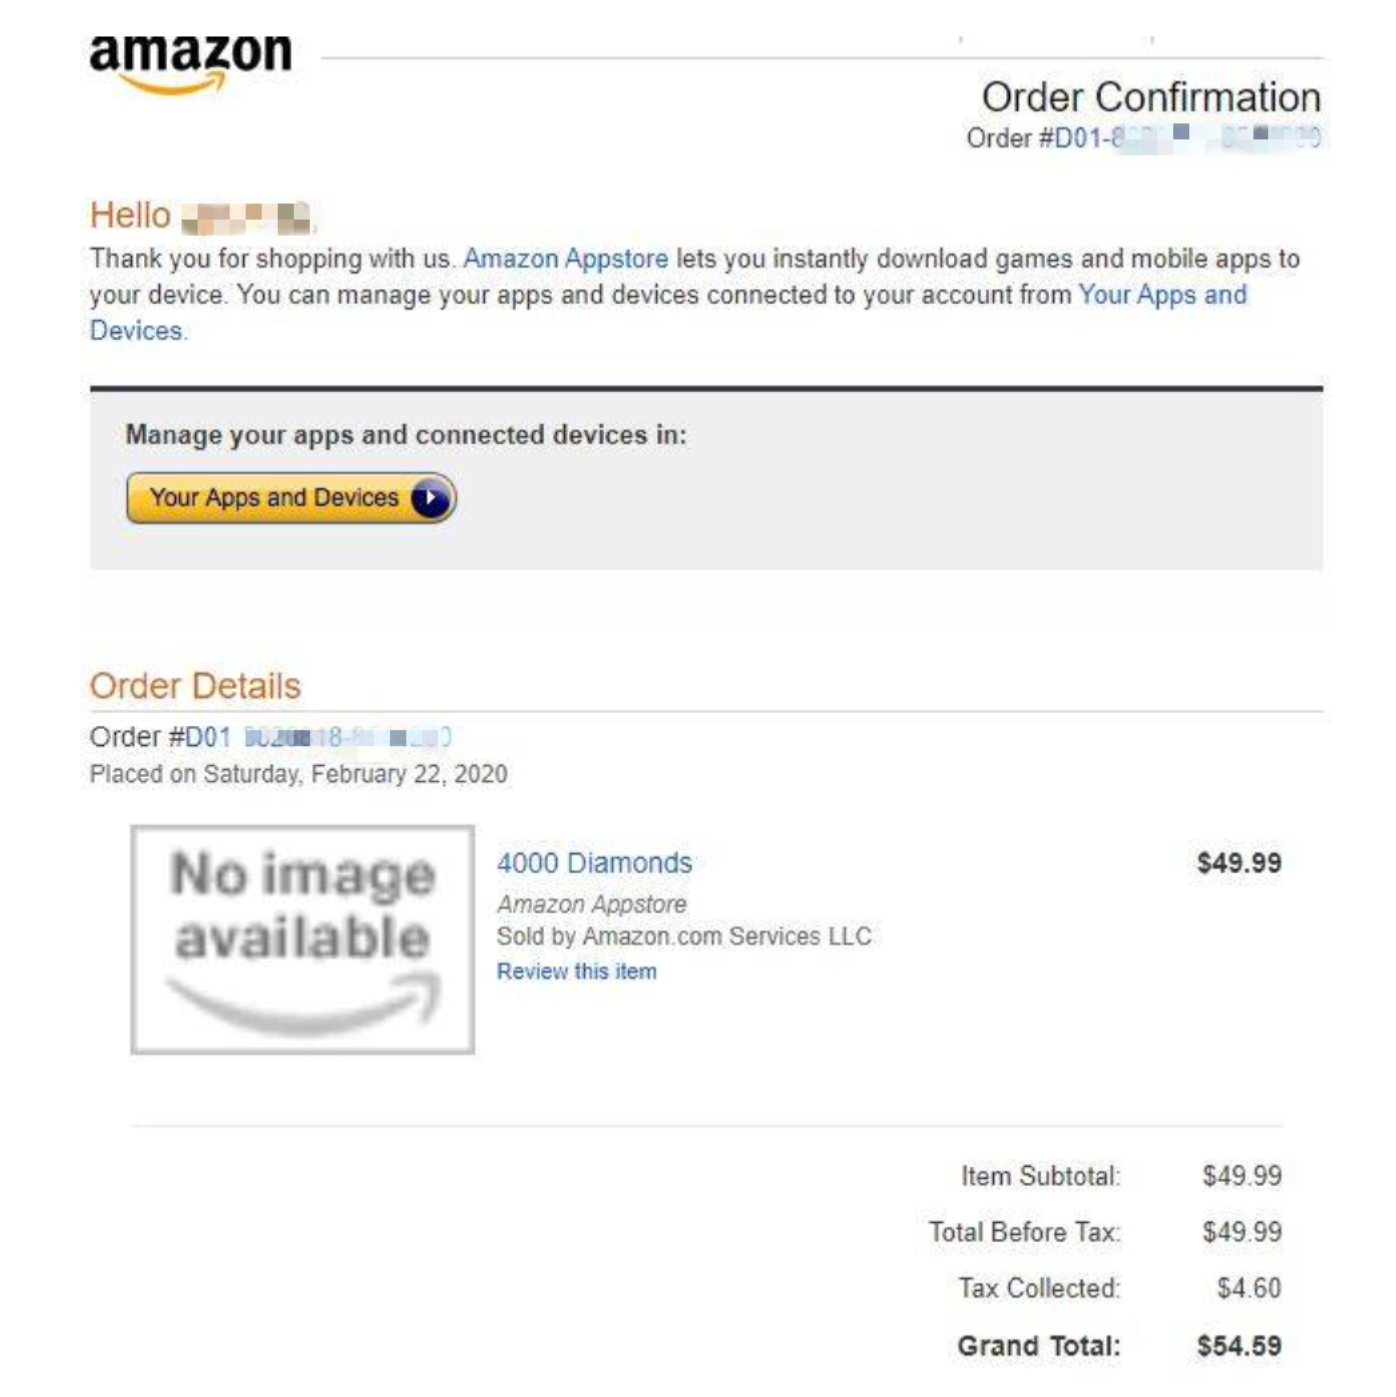 amazon
Order Confirmation
Order #D01-
Hello
Thank you for shopping with us. Amazon Appstore lets you instantly download games and mobile apps to
your device. You can manage your apps and devices connected to your account from Your Apps and
Devices.
Manage your apps and connected devices in:
Your Apps and Devices
Order Details
Order #D01
Placed on Saturday, February 22, 2020
No image
available
4000 Diamonds $49.99
Amazon Appstore
Sold by Amazon.com Services LLC
Review this item
Item Subtotal: $49.99
Total Before Tax: $49.99
Tax Collected: $4.60
Grand Total: $54.59